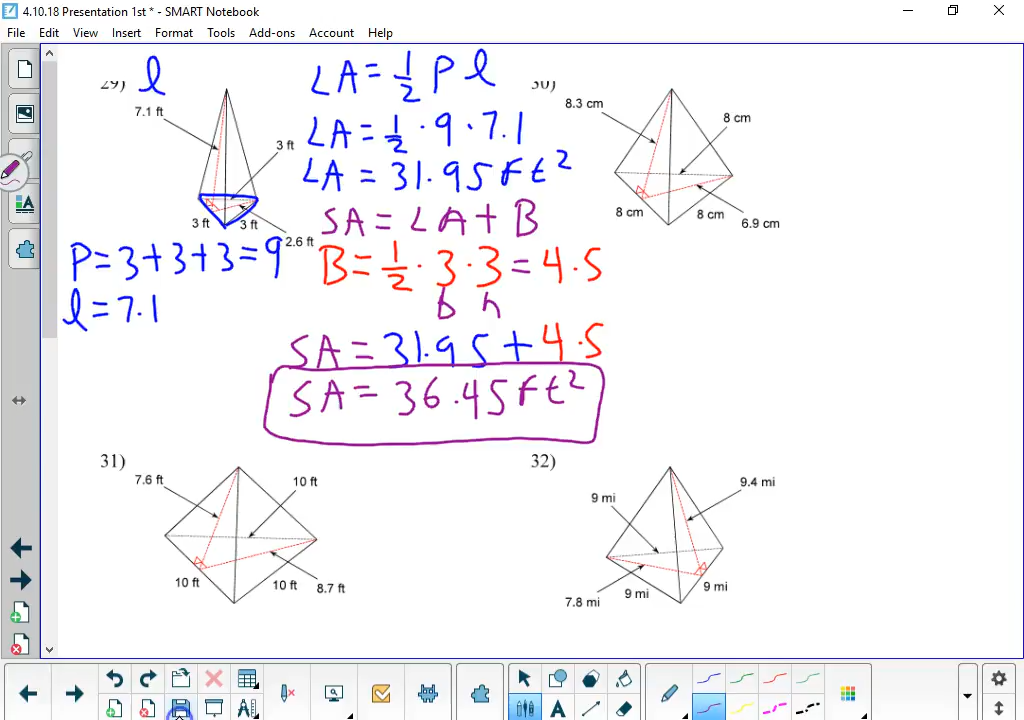 4.10.18 Presentation 1st * - SMART Notebook
File Edit View Insert Format Tools Add-ons Account Help
29) l
7.1 ft
3 ft
3 ft
3 ft
2.6 ft
P = 3+3+3 = 9
l = 7.1
LA = 1/2 P l
LA = 1/2 · 9 · 7.1
LA = 31.95 ft²
SA = LA + B
B = 1/2 · 3 · 3 = 4.5
b h
SA = 31.95 + 4.5
SA = 36.45 ft²
30)
8.3 cm
8 cm
8 cm
8 cm
6.9 cm
31)
7.6 ft
10 ft
10 ft
10 ft
8.7 ft
32)
9 mi
9.4 mi
7.8 mi
9 mi
9 mi